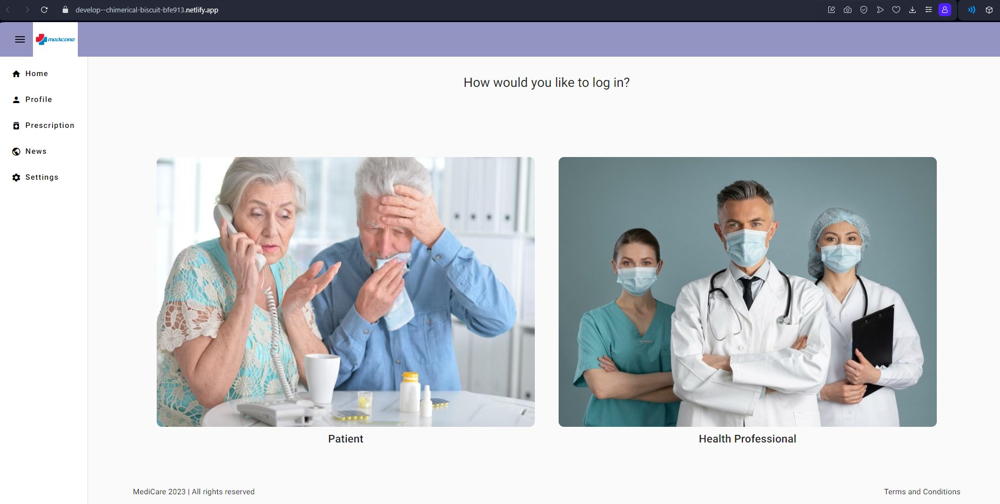 develop--chimerical-biscuit-bfe913.netlify.app
medicare
Home
Profile
Prescription
News
Settings
How would you like to log in?
Patient
Health Professional
MediCare 2023 | All rights reserved
Terms and Conditions